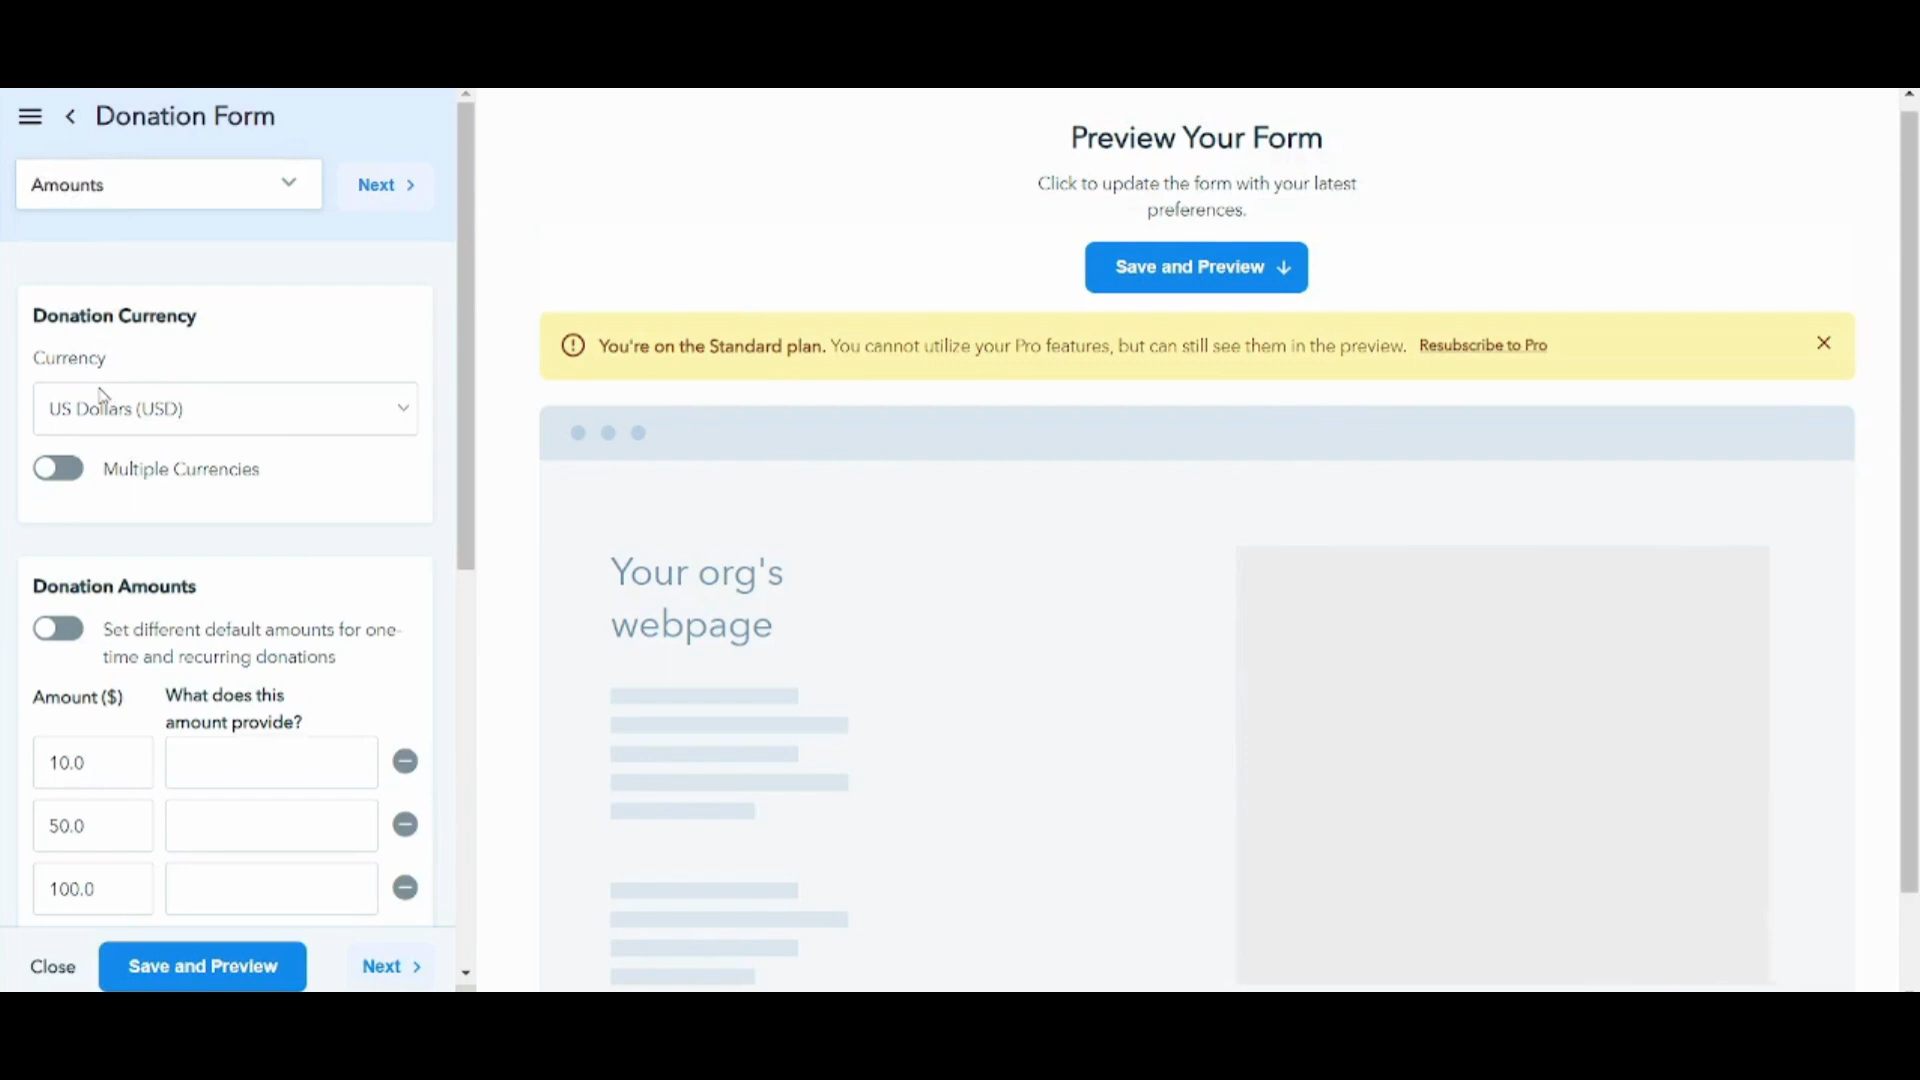 Donation Form
Amounts
Next
Donation Currency
Currency
US Dollars (USD)
Multiple Currencies
Donation Amounts
Set different default amounts for one-
time and recurring donations
Amount ($)
What does this
amount provide?
10.0
50.0
100.0
Close
Save and Preview
Next
Preview Your Form
Click to update the form with your latest
preferences.
Save and Preview
You're on the Standard plan. You cannot utilize your Pro features, but can still see them in the preview. Resubscribe to Pro
Your org's
webpage